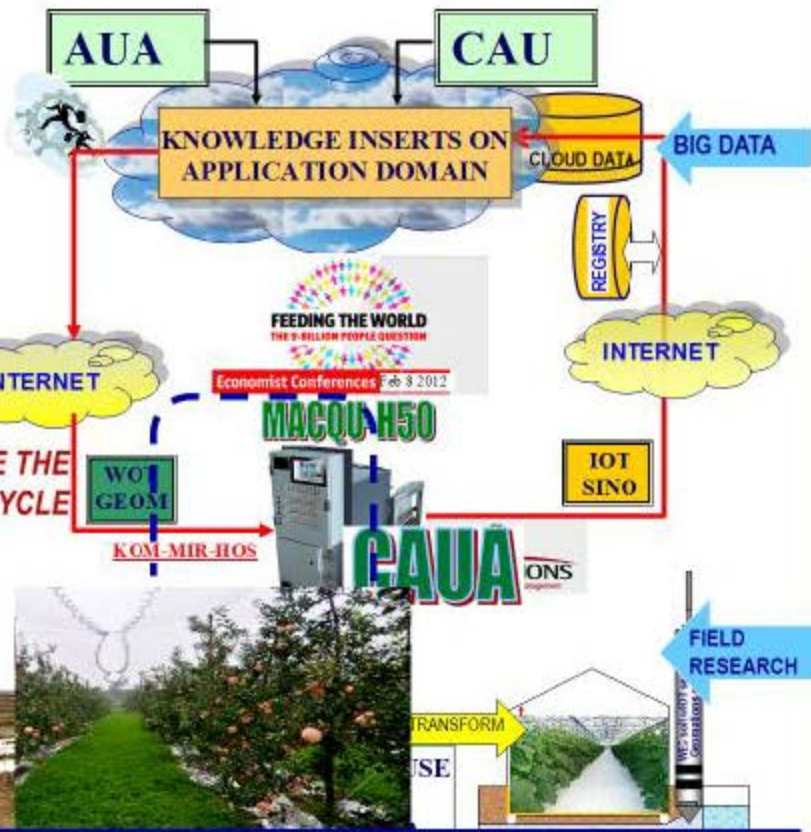 AUA
CAU
KNOWLEDGE INSERTS ON
APPLICATION DOMAIN
CLOUD DATA
BIG DATA
REGISTRY
FEEDING THE WORLD
THE 9-BILLION PEOPLE QUESTION
Economist Conferences Feb 8 2012
INTERNET
NTERNET
MACQU H50
E THE
YCLE
WOT
GEOM
IOT
SINO
KOM-MIR-HOS
CAUA
IONS
FIELD
RESEARCH
TRANSFORM
USE